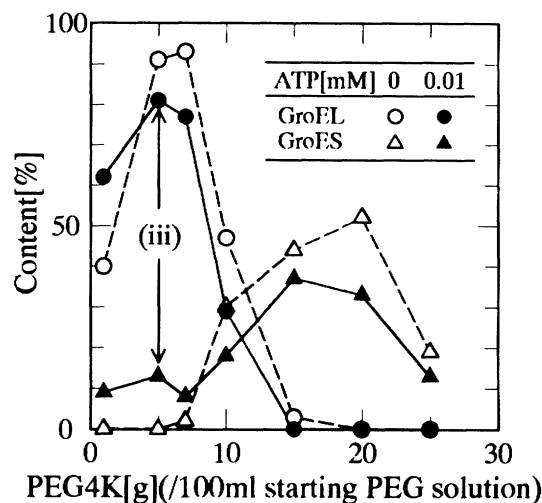 100
ATP[mM] 0 0.01
GroEL
GroES
50
(iii)
Content[%]
0
0 10 20 30
PEG4K[g](/100ml starting PEG solution)